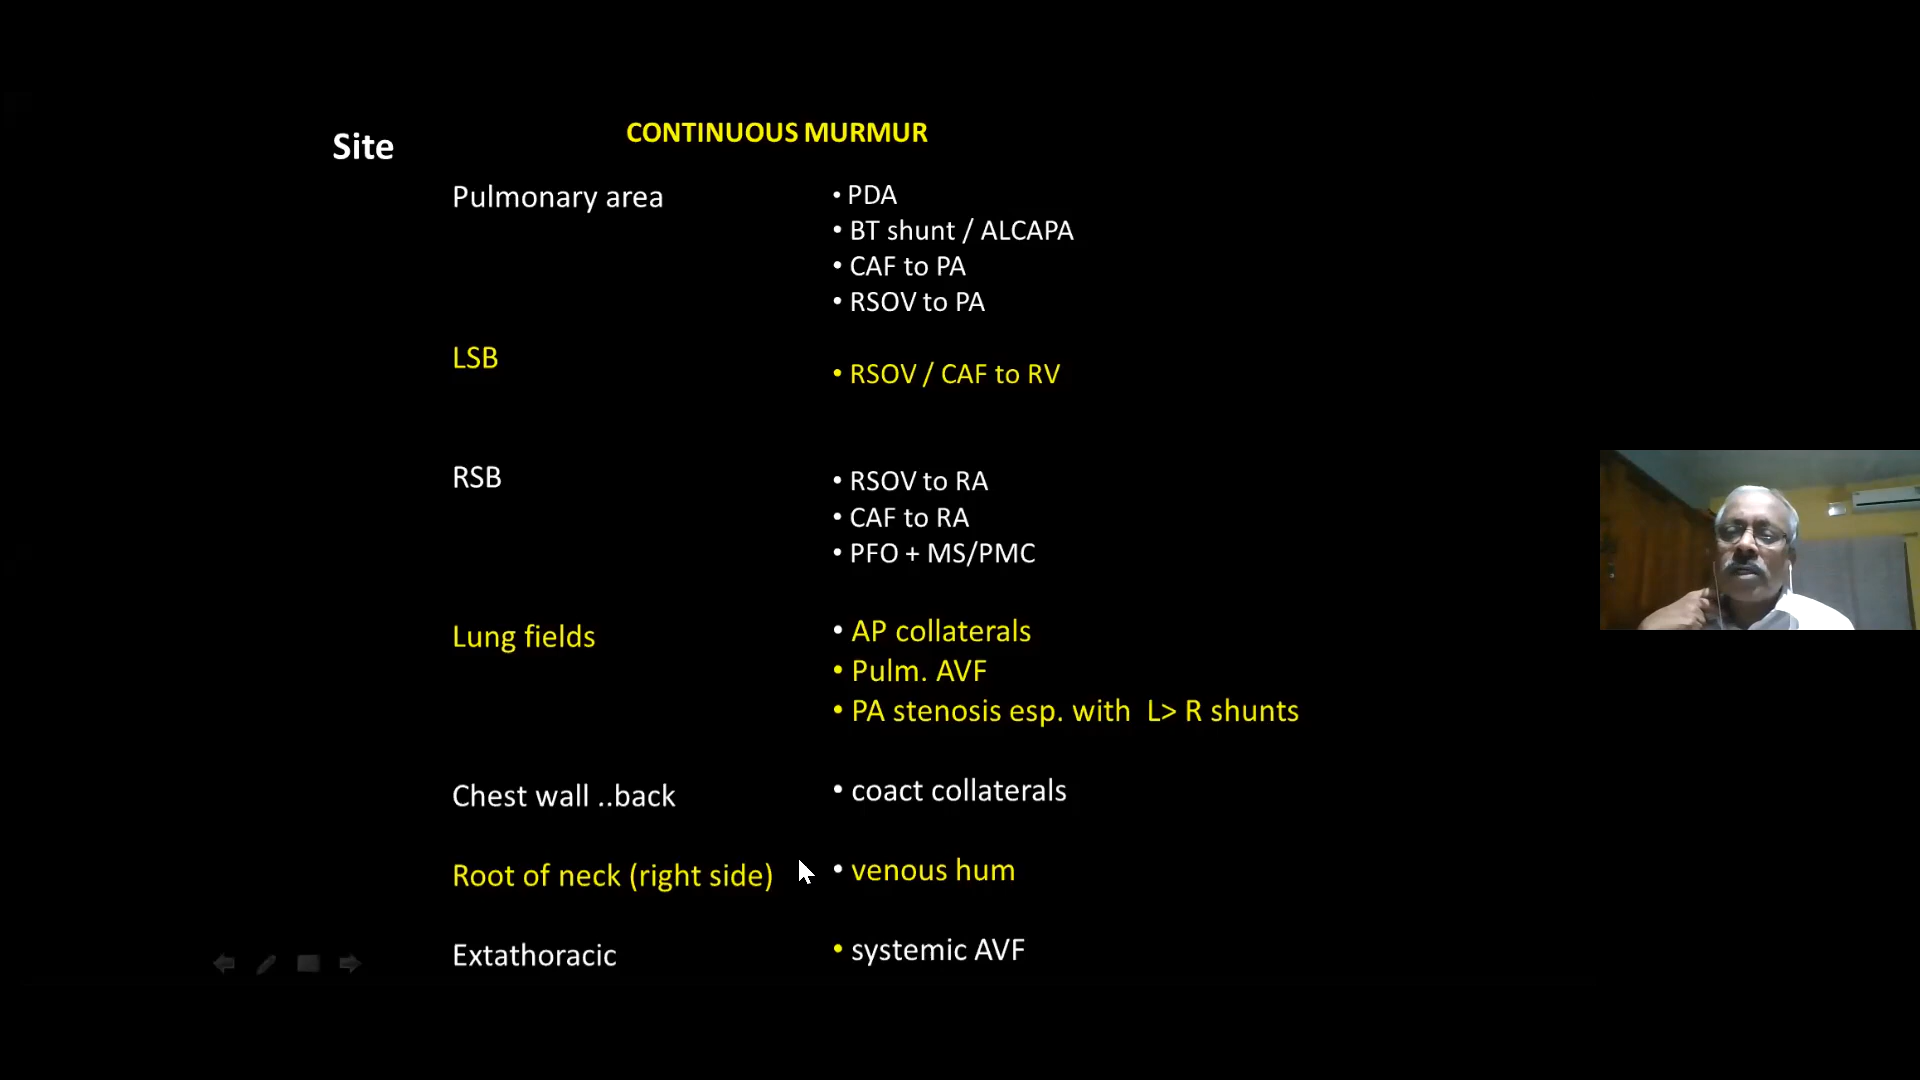 CONTINUOUS MURMUR
Site
Pulmonary area
• PDA
• BT shunt / ALCAPA
• CAF to PA
• RSOV to PA
LSB
• RSOV / CAF to RV
RSB
• RSOV to RA
• CAF to RA
• PFO + MS/PMC
Lung fields
• AP collaterals
• Pulm. AVF
• PA stenosis esp. with L> R shunts
Chest wall ..back
• coact collaterals
Root of neck (right side)
• venous hum
Extathoracic
• systemic AVF